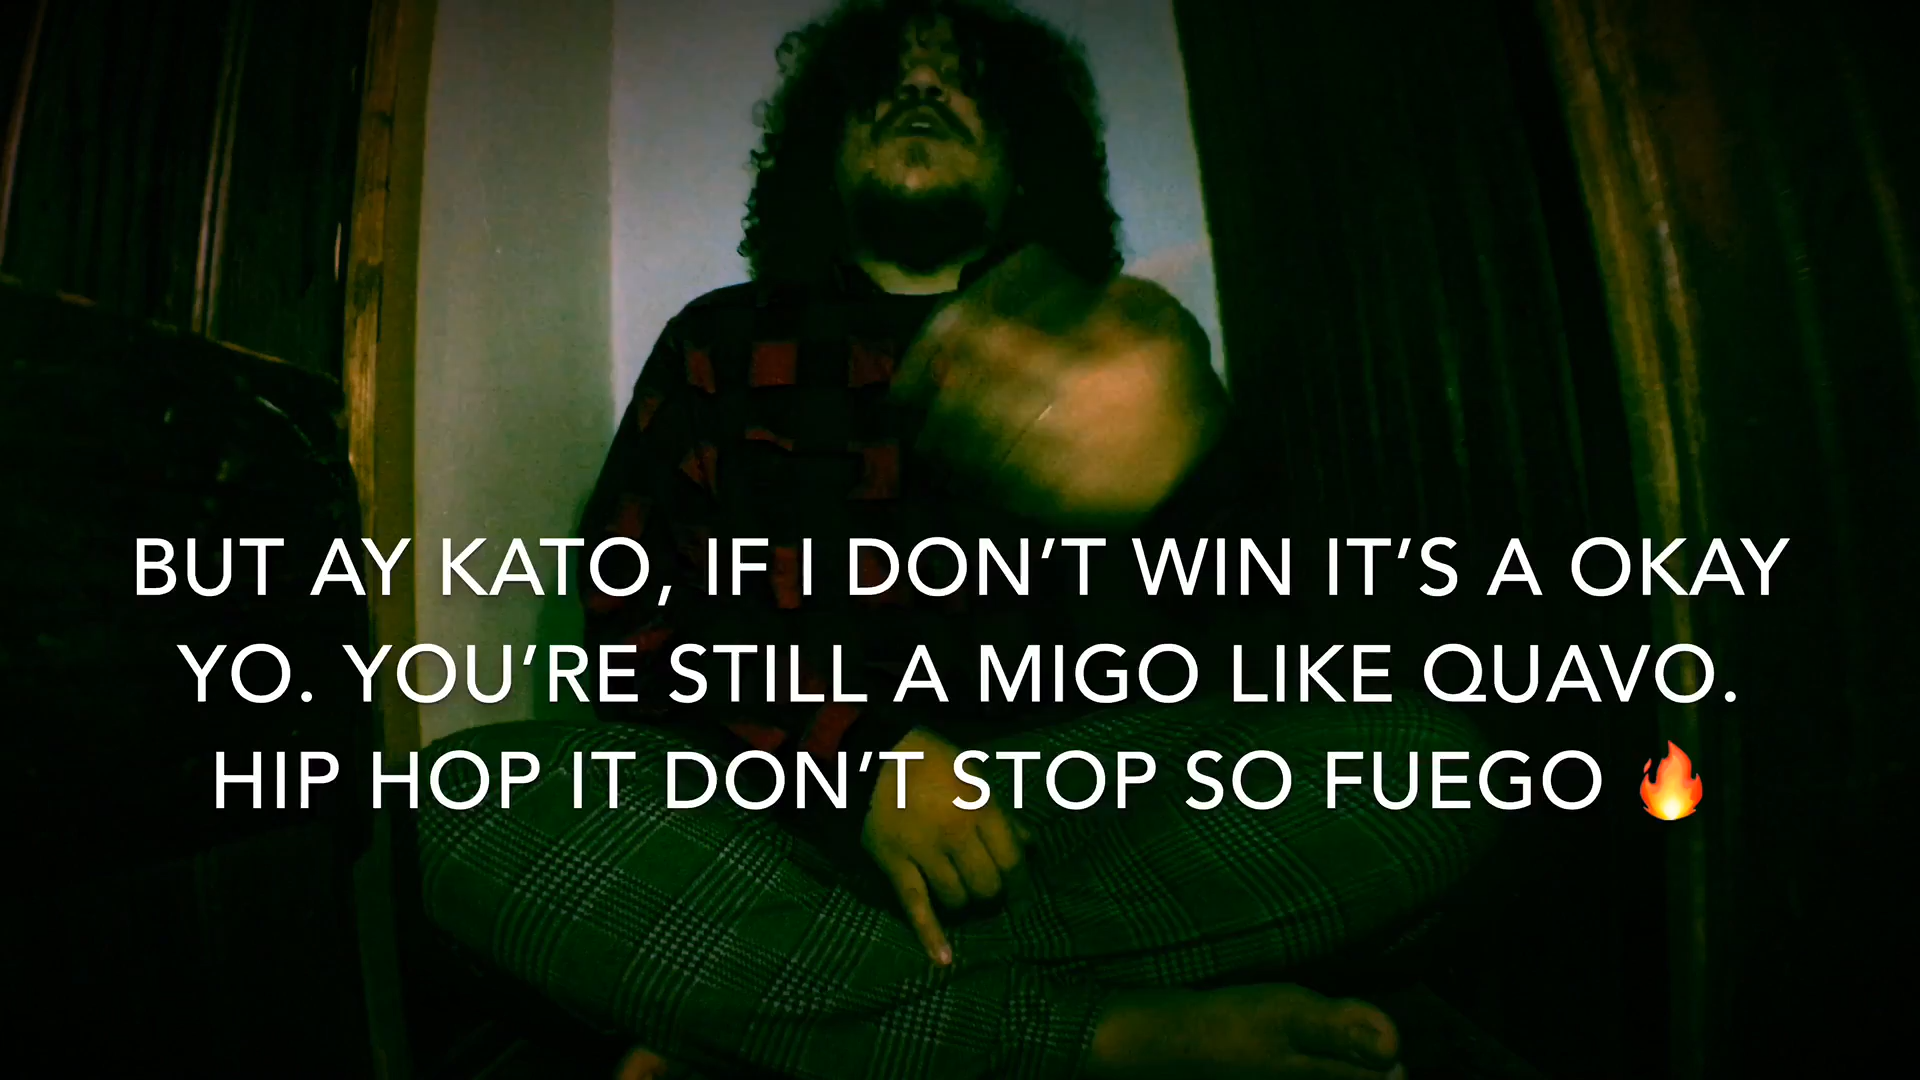 BUT AY KATO, IF I DON’T WIN IT’S A OKAY
YO. YOU’RE STILL A MIGO LIKE QUAVO.
HIP HOP IT DON’T STOP SO FUEGO 🔥